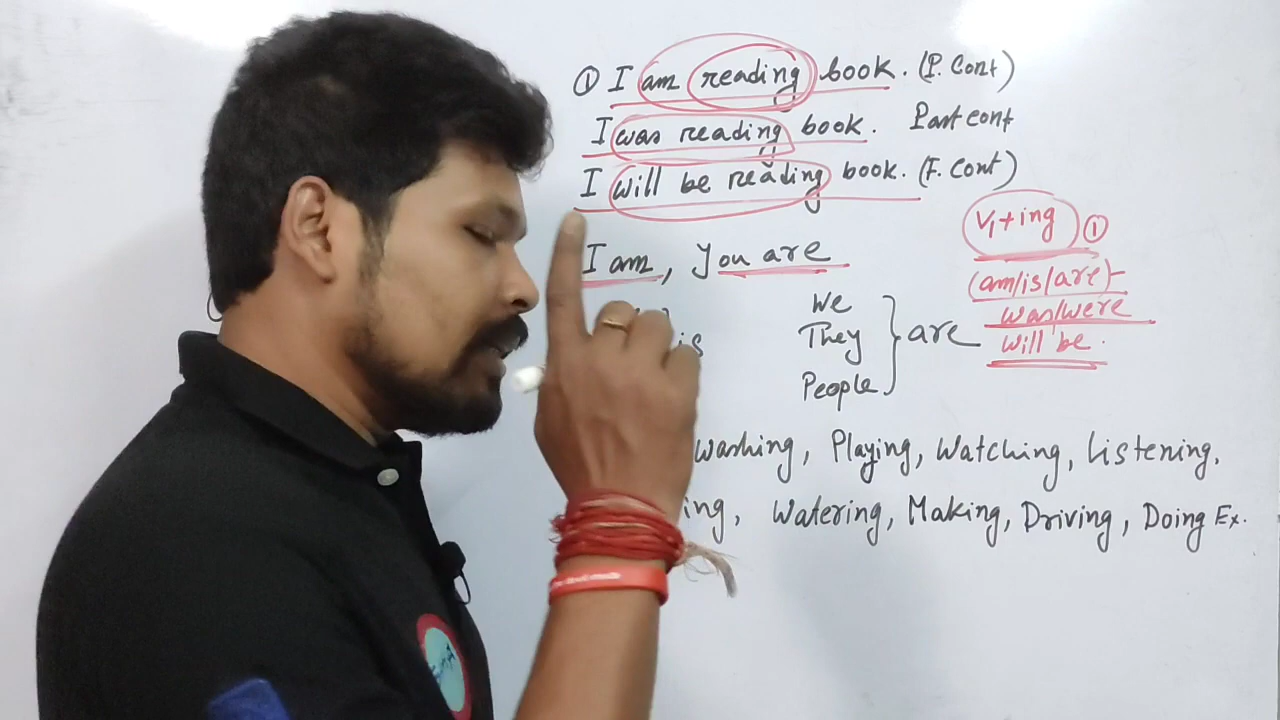 ① I am reading book. (P. Cont)
I was reading book. Past cont
I will be reading book. (F. Cont)
V₁+ing ①
(am/is/are)-
was/were
will be.
I am, you are
is
We
They
People
are
washing, Playing, Watching, Listening,
ing, Watering, Making, Driving, Doing Ex.